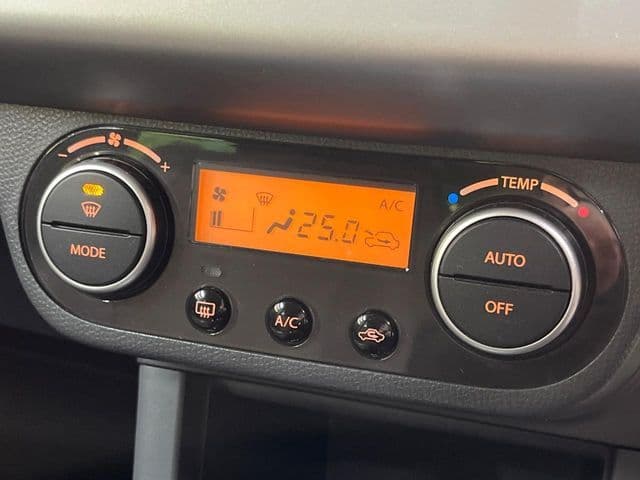 − +
TEMP
A/C
25.0
MODE
AUTO
OFF
A/C